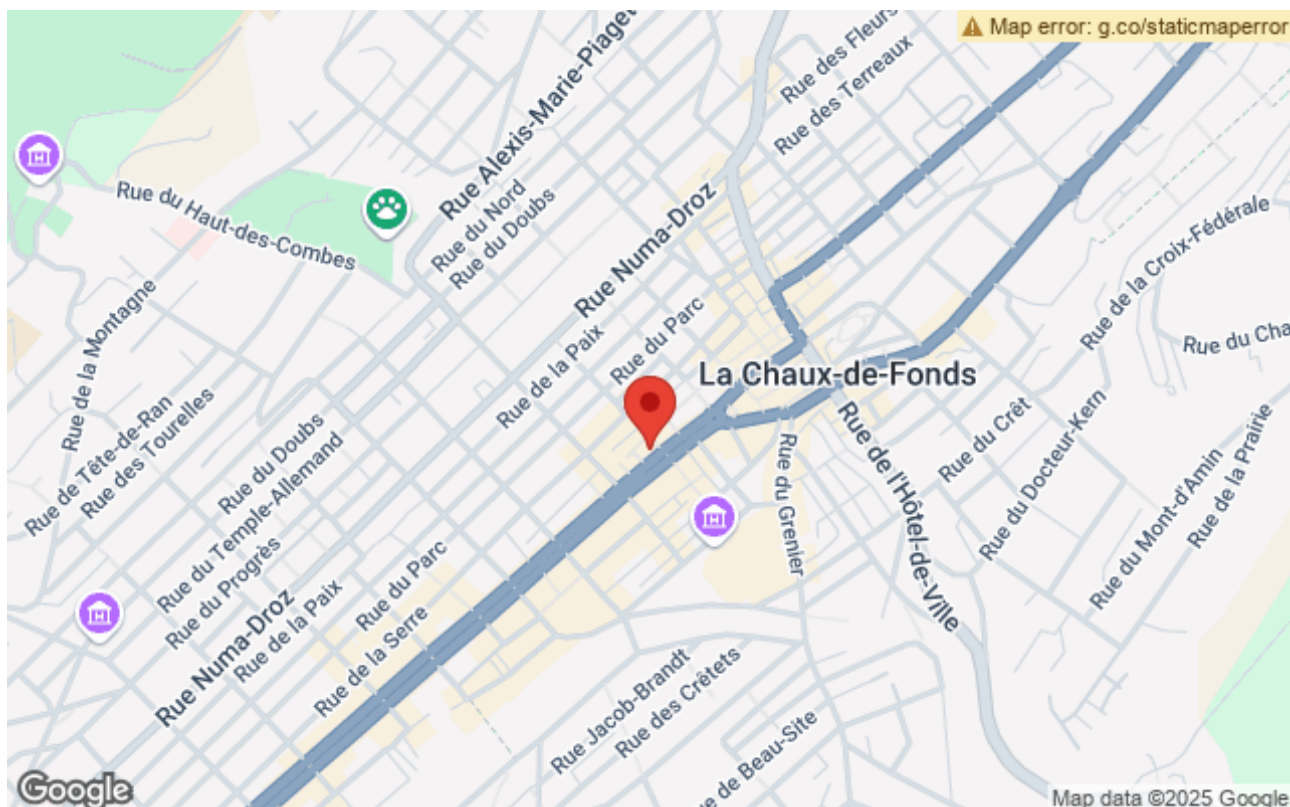 Map error: g.co/staticmaperror
Rue Alexis-Marie-Piaget
Rue des Fleurs
Rue des Terreaux
Rue du Haut-des-Combes
Rue du Nord
Rue du Doubs
Rue Numa-Droz
Rue de la Croix-Fédérale
Rue de la Montagne
Rue de la Paix
Rue du Parc
Rue du Cha
La Chaux-de-Fonds
Rue de Tête-de-Ran
Rue des Tourelles
Rue du Doubs
Rue du Temple-Allemand
Rue du Progrès
Rue du Grenier
Rue de l'Hôtel-de-Ville
Rue du Crêt
Rue du Docteur-Kern
Rue du Mont-d'Amin
Rue de la Prairie
Rue Numa-Droz
Rue de la Paix
Rue du Parc
Rue de la Serre
Rue Jacob-Brandt
Rue des Crêtets
ue de Beau-Site
Google
Map data ©2025 Google